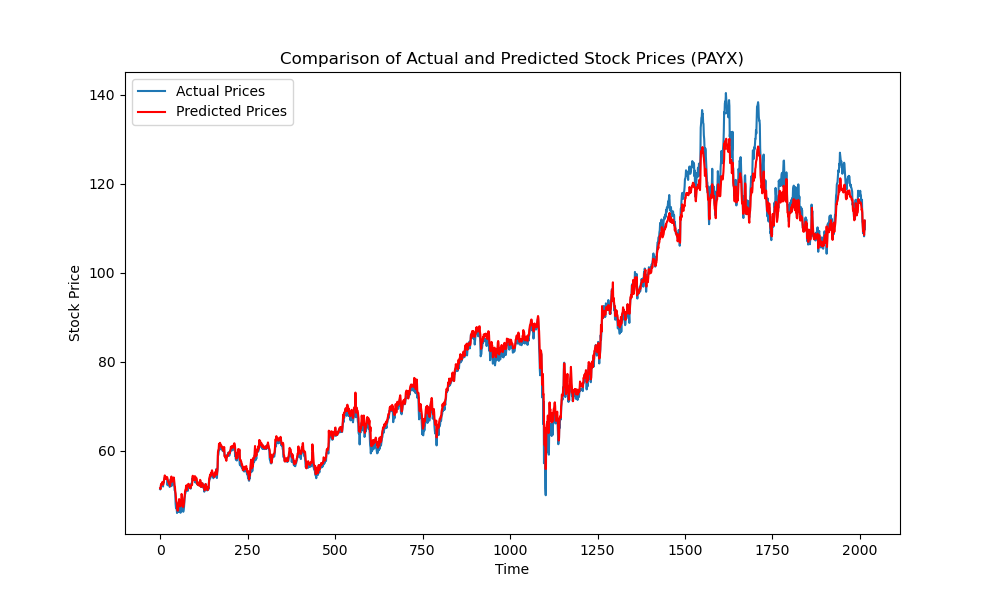 Comparison of Actual and Predicted Stock Prices (PAYX)
Actual Prices
Predicted Prices
140
120
100
80
60
Stock Price
0 250 500 750 1000 1250 1500 1750 2000
Time